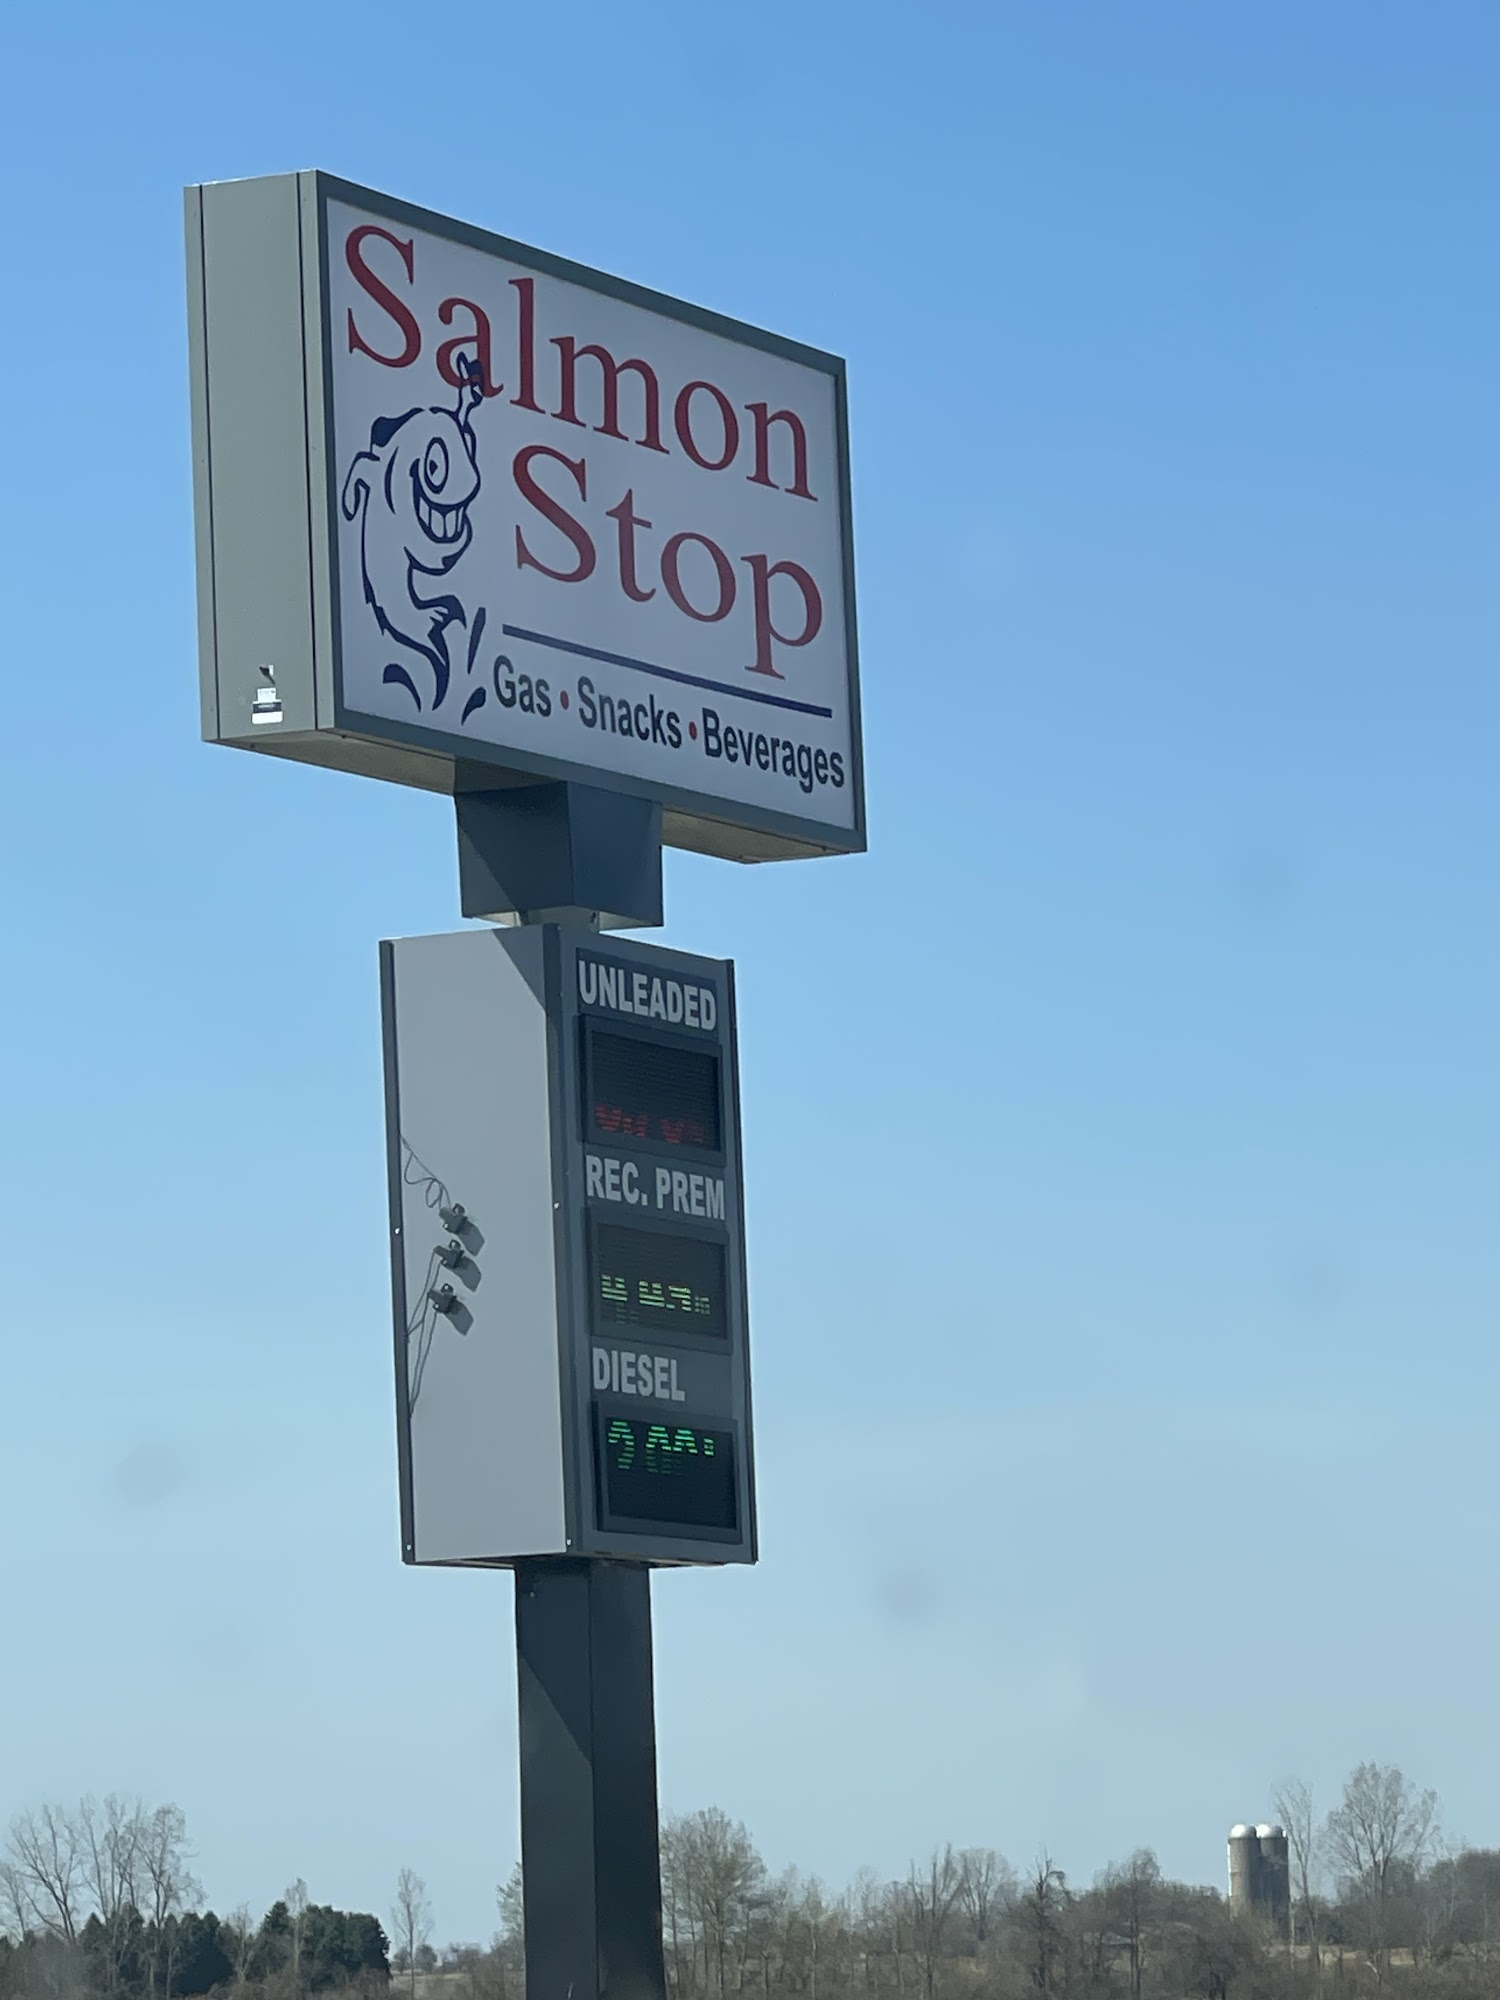 Salmon
Stop
Gas • Snacks • Beverages
UNLEADED
REC. PREM
DIESEL